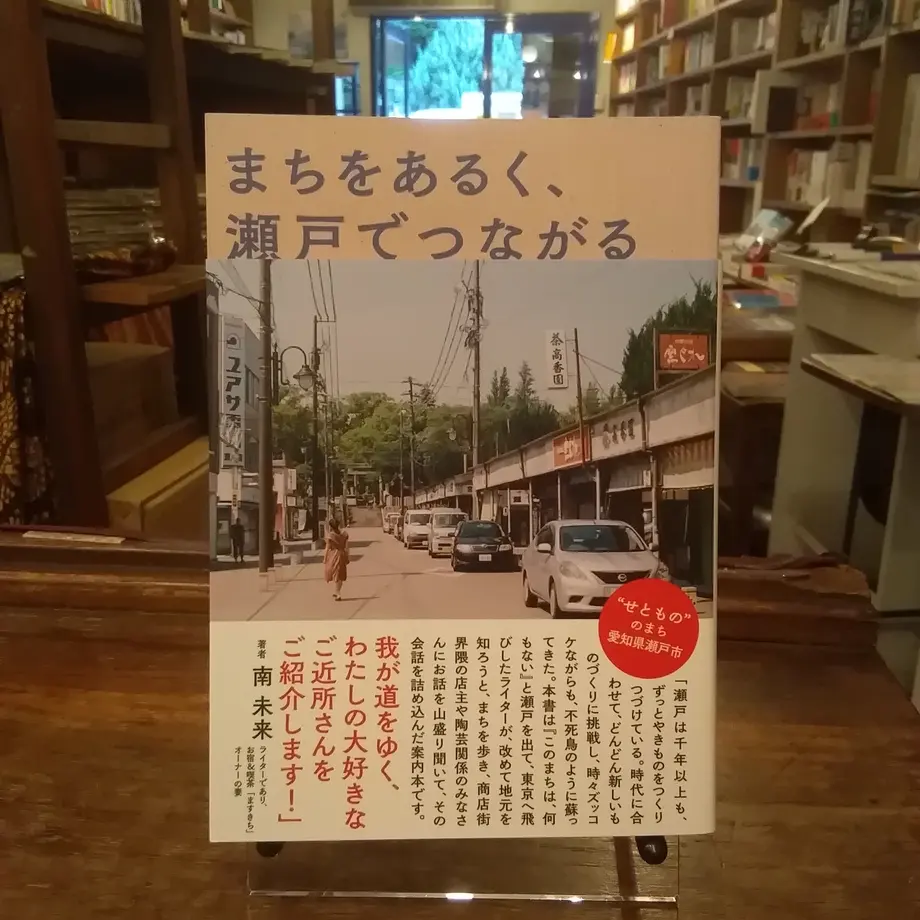 まちをあるく、
瀬戸でつながる
ユアサ
茶高香園
“せともの”
のまち
愛知県瀬戸市
「瀬戸は千年以上も、
ずっとやきものをつくり
つづけている。時代に合
わせて、どんどん新しいも
のづくりに挑戦し、時々ズッコ
ケながらも、不死鳥のように蘇っ
てきた。本書は『このまちは、何
もない』と瀬戸を出て、東京へ飛
びしたライターが、改めて地元を
知ろうと、まちを歩き、商店街
界隈の店主や陶芸関係のみなさ
んにお話を山盛り聞いて、その
会話を詰め込んだ案内本です。
我が道をゆく、
わたしの大好きな
ご近所さんを
ご紹介します!」
著者 南 未来
ライターであり、
お宿&喫茶「ますきち」
オーナーの妻